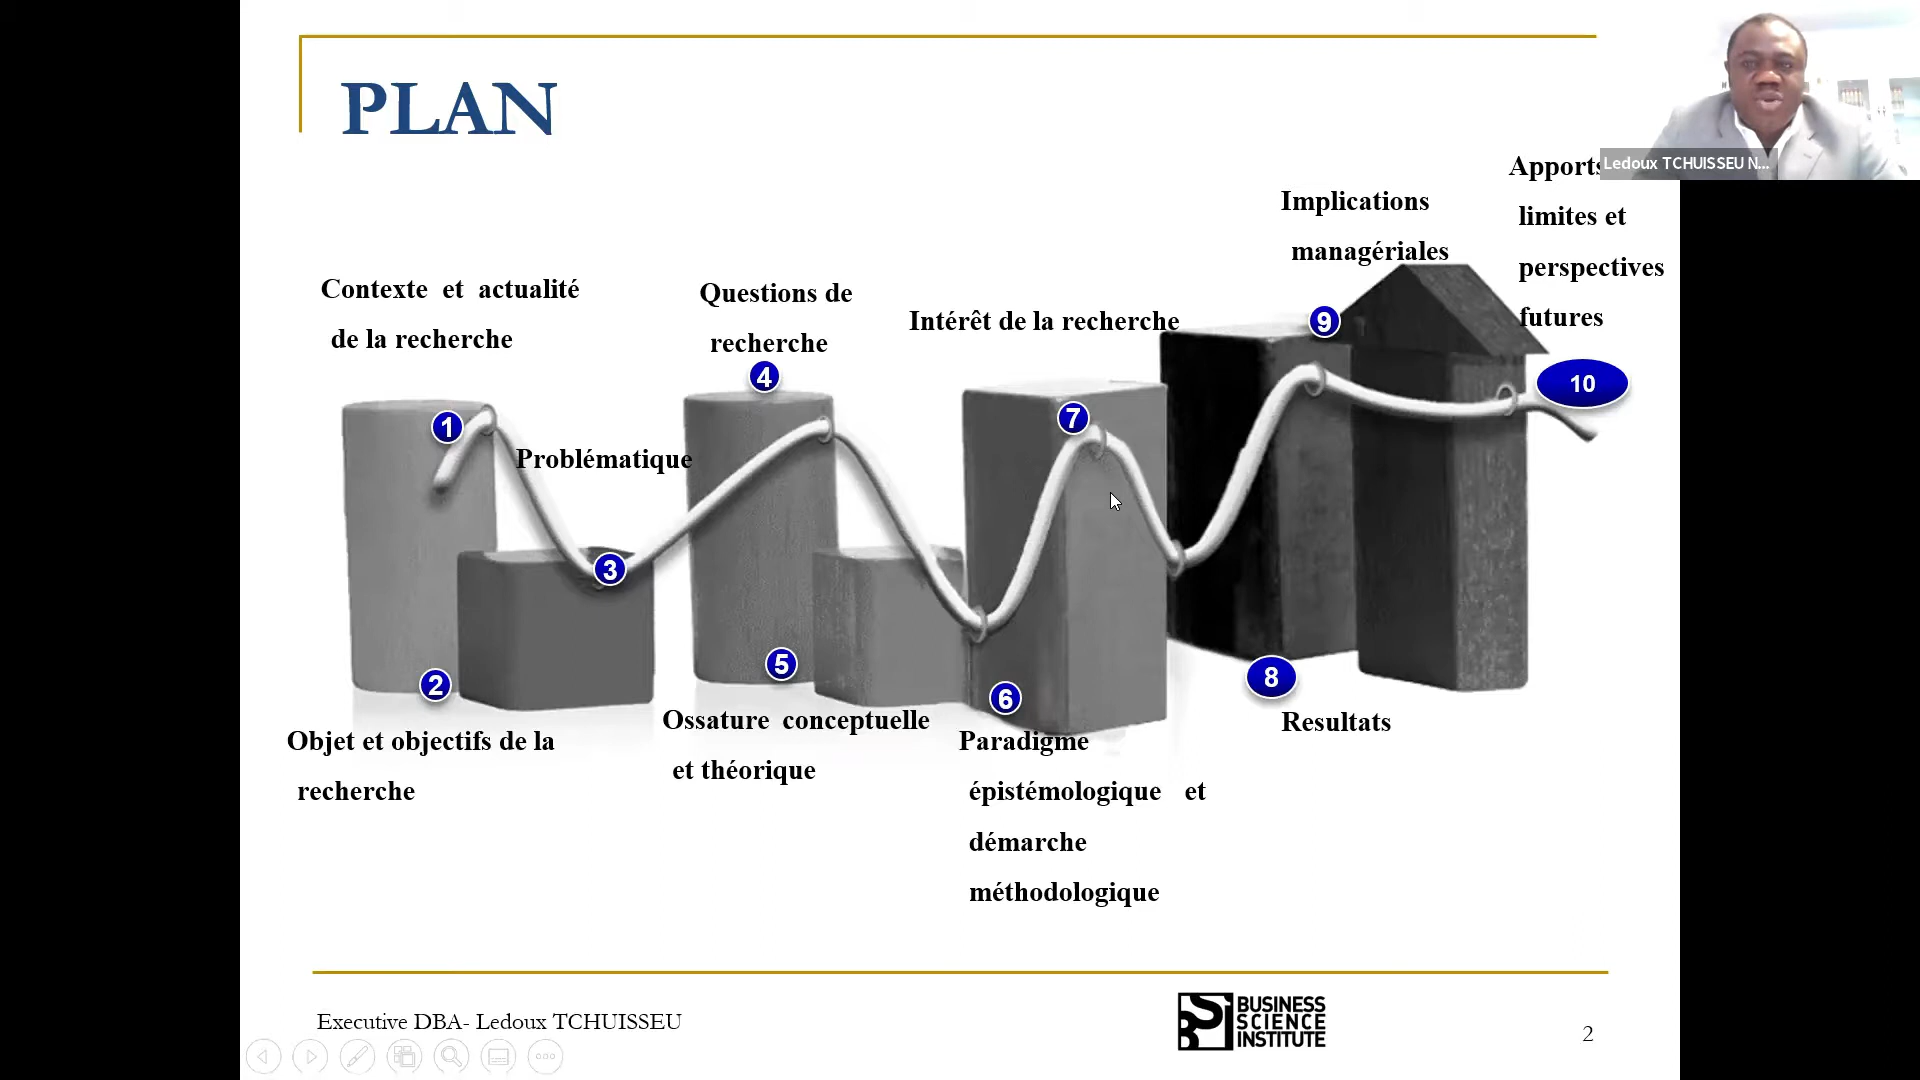 PLAN
Ledoux TCHUISSEU N...
Apports
limites et
perspectives
futures
Implications
managériales
Contexte et actualité
de la recherche
Questions de
recherche
Intérêt de la recherche
9
10
4
1
7
Problématique
3
5
8
2
6
Objet et objectifs de la
recherche
Ossature conceptuelle
et théorique
Paradigme
épistémologique et
démarche
méthodologique
Resultats
Executive DBA- Ledoux TCHUISSEU
BUSINESS
SCIENCE
INSTITUTE
2